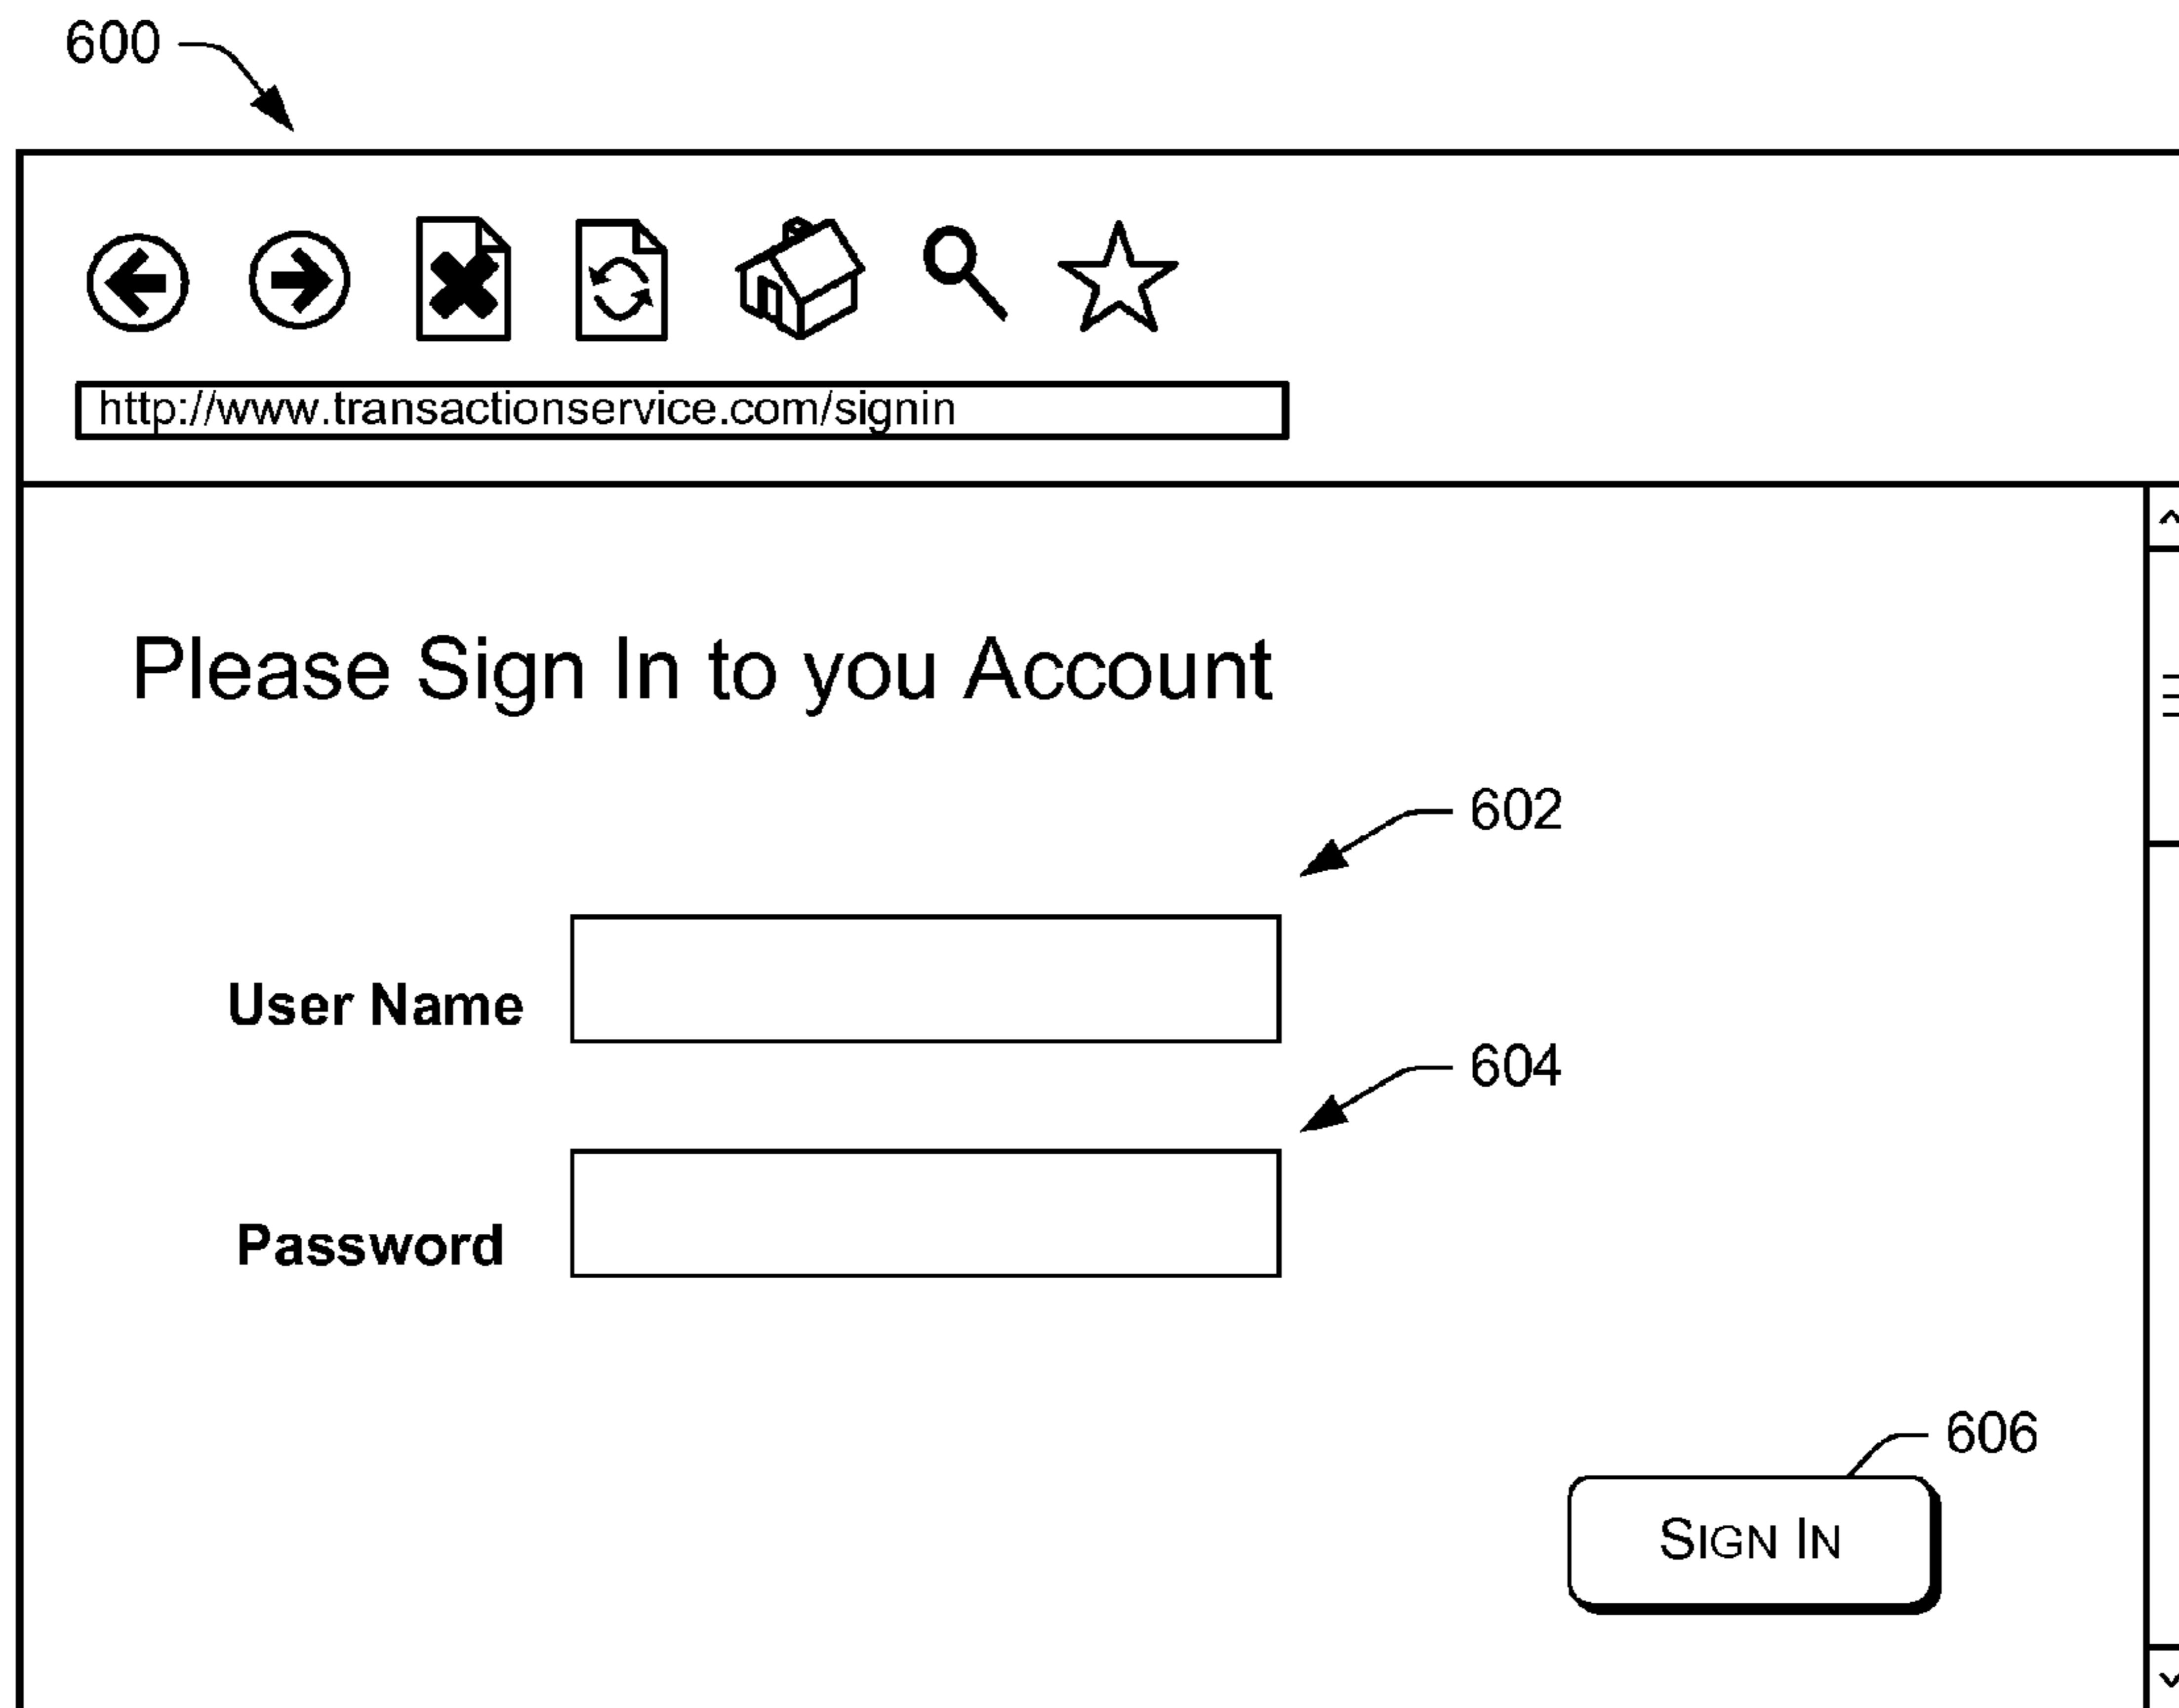 600
http://www.transactionservice.com/signin
Please Sign In to you Account
602
User Name
604
Password
606
SIGN IN